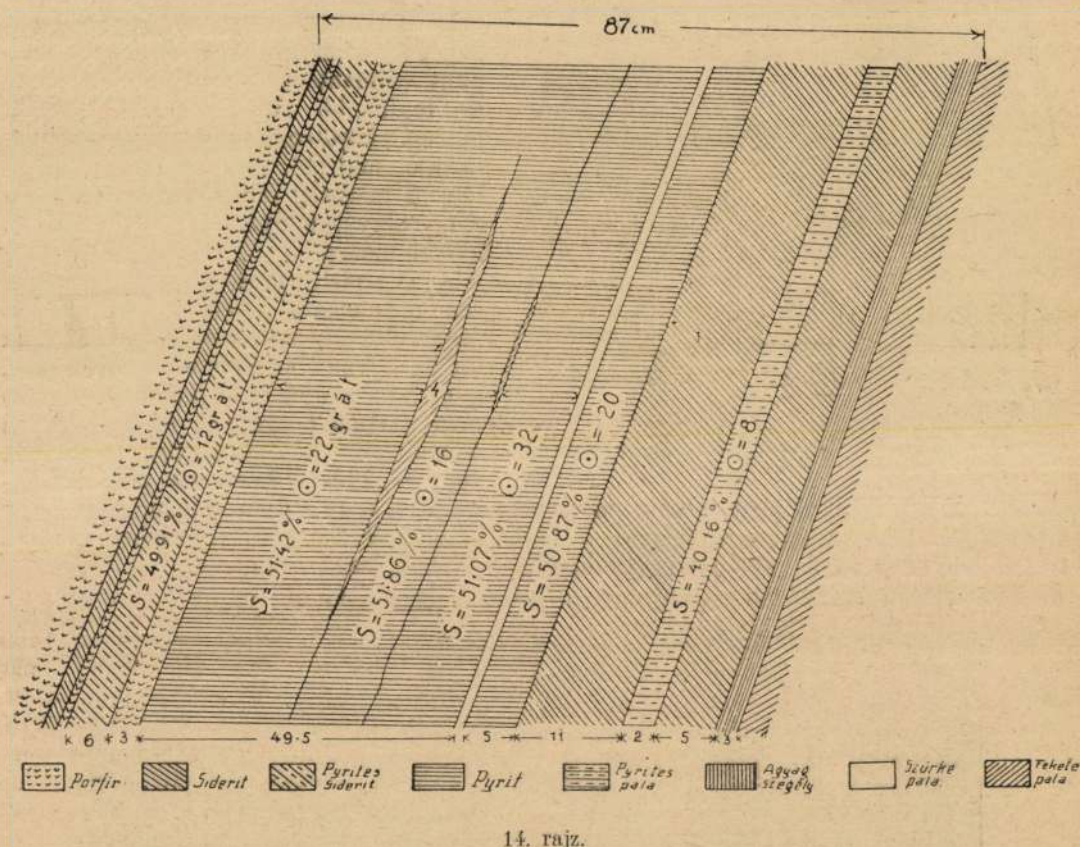 87cm
S = 49 91% ⊙ = 12 grát
S = 51·42% ⊙ = 22 grát
S = 51·86% ⊙ = 16
S = 51·07% ⊙ = 32
S = 50 87% ⊙ = 20
S = 40 16% ⊙ = 8
6 3 49·5 5 11 2 5 3
Porfir
Siderit
Pyrites
Siderit
Pyrit
Pyrites
pala
Agyag
szegély
Szürke
pala
Fekete
pala
14. rajz.